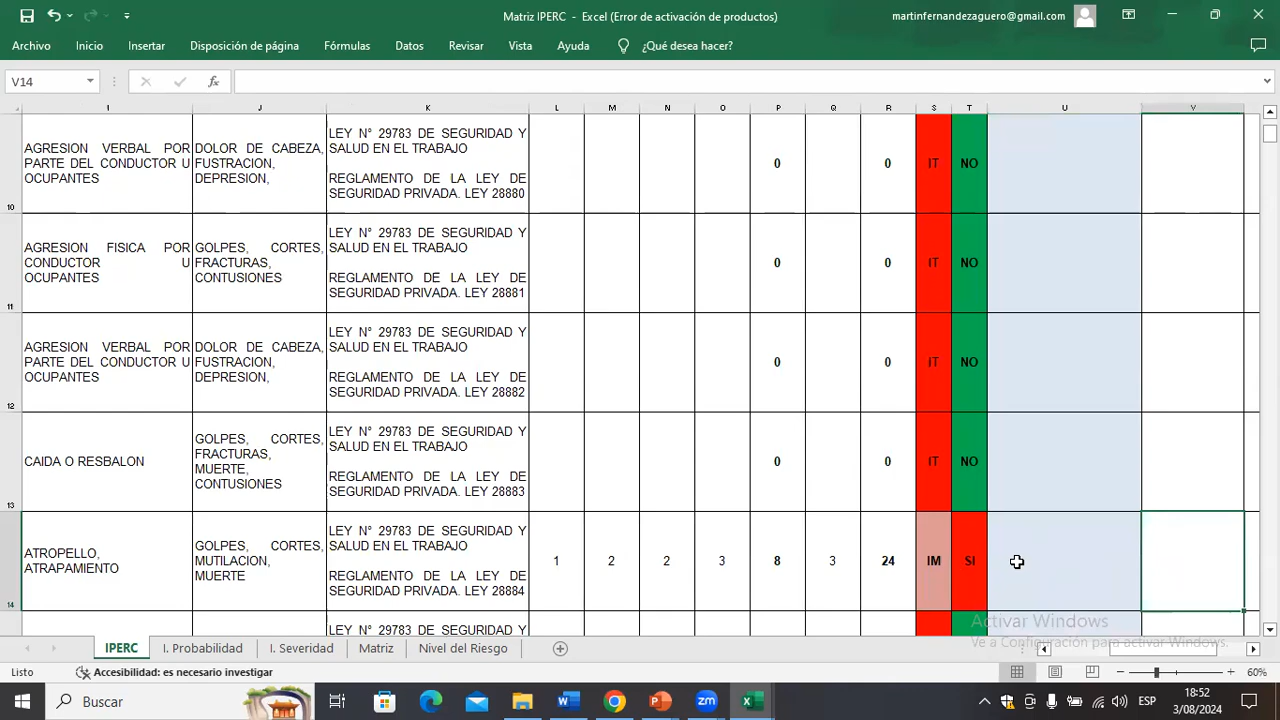 Matriz IPERC - Excel (Error de activación de productos)
martinfernandezaguero@gmail.com
Archivo Inicio Insertar Disposición de página Fórmulas Datos Revisar Vista Ayuda ¿Qué desea hacer?
V14
fx
I J K L M N O P Q R S T U V
10
AGRESION VERBAL POR
PARTE DEL CONDUCTOR U
OCUPANTES
DOLOR DE CABEZA,
FUSTRACION,
DEPRESION,
LEY N° 29783 DE SEGURIDAD Y
SALUD EN EL TRABAJO
REGLAMENTO DE LA LEY DE
SEGURIDAD PRIVADA. LEY 28880
0 0 IT NO
11
AGRESION FISICA POR
CONDUCTOR U
OCUPANTES
GOLPES, CORTES,
FRACTURAS,
CONTUSIONES
LEY N° 29783 DE SEGURIDAD Y
SALUD EN EL TRABAJO
REGLAMENTO DE LA LEY DE
SEGURIDAD PRIVADA. LEY 28881
0 0 IT NO
12
AGRESION VERBAL POR
PARTE DEL CONDUCTOR U
OCUPANTES
DOLOR DE CABEZA,
FUSTRACION,
DEPRESION,
LEY N° 29783 DE SEGURIDAD Y
SALUD EN EL TRABAJO
REGLAMENTO DE LA LEY DE
SEGURIDAD PRIVADA. LEY 28882
0 0 IT NO
13
CAIDA O RESBALON
GOLPES, CORTES,
FRACTURAS,
MUERTE,
CONTUSIONES
LEY N° 29783 DE SEGURIDAD Y
SALUD EN EL TRABAJO
REGLAMENTO DE LA LEY DE
SEGURIDAD PRIVADA. LEY 28883
0 0 IT NO
14
ATROPELLO,
ATRAPAMIENTO
GOLPES, CORTES,
MUTILACION,
MUERTE
LEY N° 29783 DE SEGURIDAD Y
SALUD EN EL TRABAJO
REGLAMENTO DE LA LEY DE
SEGURIDAD PRIVADA. LEY 28884
1 2 2 3 8 3 24 IM SI
LEY N° 29783 DE SEGURIDAD Y
Activar Windows
Ve a Configuración para activar Windows.
IPERC I. Probabilidad I. Severidad Matriz Nivel del Riesgo
Listo Accesibilidad: es necesario investigar 60%
Buscar
zm
ESP
18:52
3/08/2024